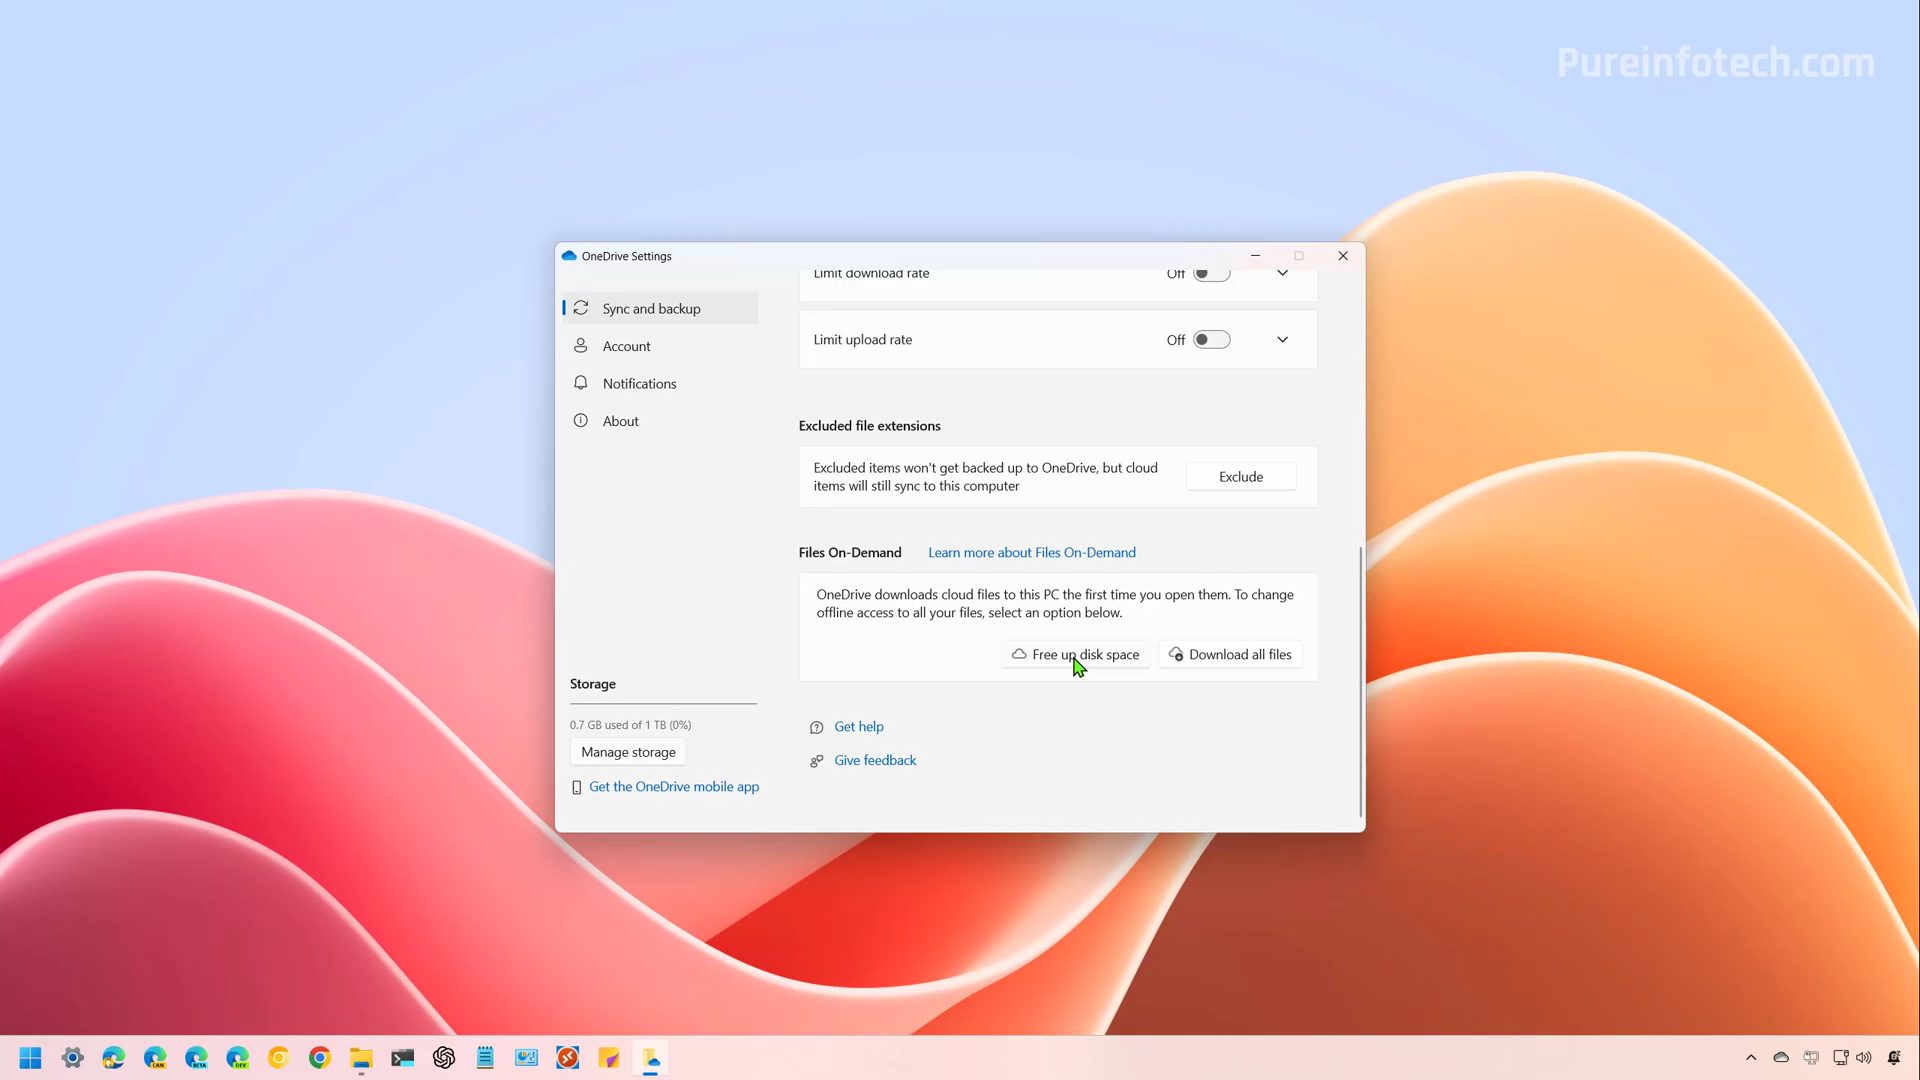 Pureinfotech.com
OneDrive Settings
Limit download rate
Off
Sync and backup
Account
Notifications
About
Limit upload rate
Off
Excluded file extensions
Excluded items won't get backed up to OneDrive, but cloud
items will still sync to this computer
Exclude
Files On-Demand
Learn more about Files On-Demand
OneDrive downloads cloud files to this PC the first time you open them. To change
offline access to all your files, select an option below.
Free up disk space
Download all files
Storage
0.7 GB used of 1 TB (0%)
Manage storage
Get the OneDrive mobile app
Get help
Give feedback
CAN
BETA
DEV